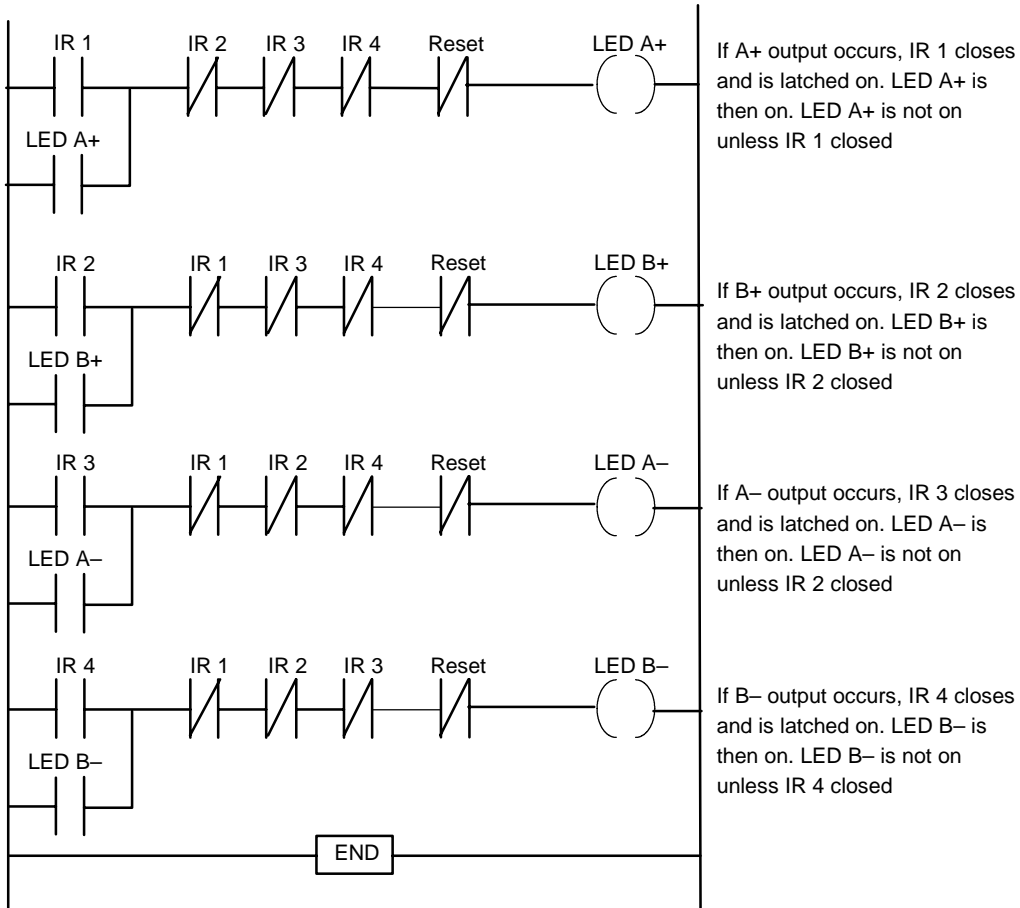 IR 1 IR 2 IR 3 IR 4 Reset LED A+
LED A+
If A+ output occurs, IR 1 closes
and is latched on. LED A+ is
then on. LED A+ is not on
unless IR 1 closed
IR 2 IR 1 IR 3 IR 4 Reset LED B+
LED B+
If B+ output occurs, IR 2 closes
and is latched on. LED B+ is
then on. LED B+ is not on
unless IR 2 closed
IR 3 IR 1 IR 2 IR 4 Reset LED A–
LED A–
If A– output occurs, IR 3 closes
and is latched on. LED A– is
then on. LED A– is not on
unless IR 2 closed
IR 4 IR 1 IR 2 IR 3 Reset LED B–
LED B–
If B– output occurs, IR 4 closes
and is latched on. LED B– is
then on. LED B– is not on
unless IR 4 closed
END